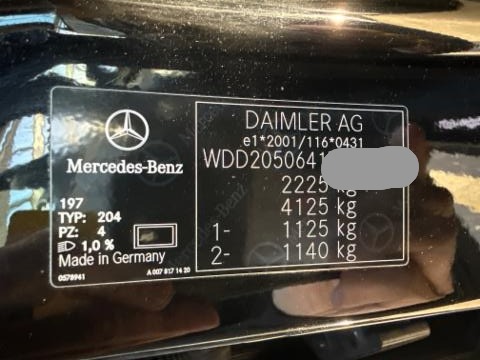 Mercedes-Benz
197
TYP: 204
PZ: 4
1,0 %
Made in Germany
0578941
A 007 817 14 20
DAIMLER AG
e1*2001/116*0431
WDD2050641
2225 kg
4125 kg
1- 1125 kg
2- 1140 kg